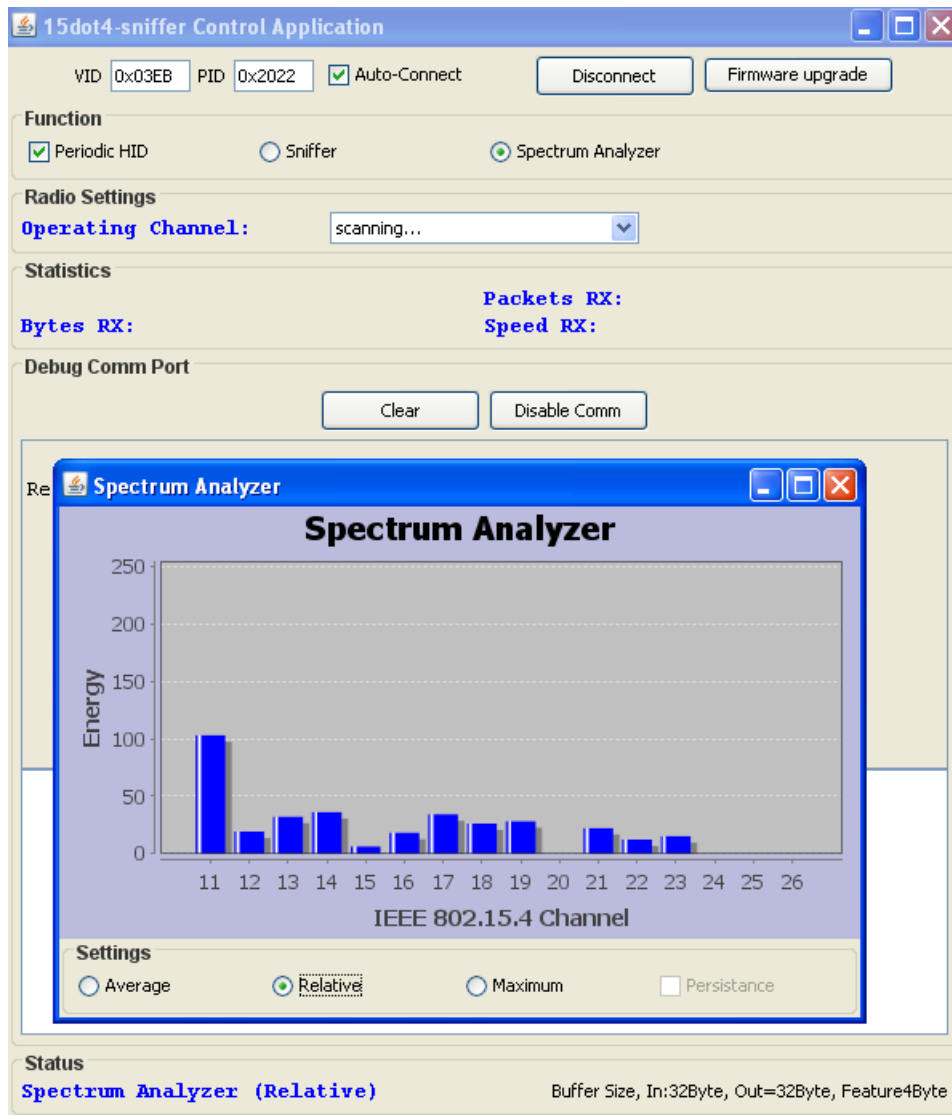 15dot4-sniffer Control Application
VID 0x03EB PID 0x2022 Auto-Connect Disconnect Firmware upgrade
Function
Periodic HID Sniffer Spectrum Analyzer
Radio Settings
Operating Channel: scanning...
Statistics
Packets RX:
Bytes RX: Speed RX:
Debug Comm Port
Clear Disable Comm
Re
Spectrum Analyzer
Spectrum Analyzer
250
200
150
100
50
0
Energy
11 12 13 14 15 16 17 18 19 20 21 22 23 24 25 26
IEEE 802.15.4 Channel
Settings
Average Relative Maximum Persistance
Status
Spectrum Analyzer (Relative) Buffer Size, In:32Byte, Out=32Byte, Feature4Byte